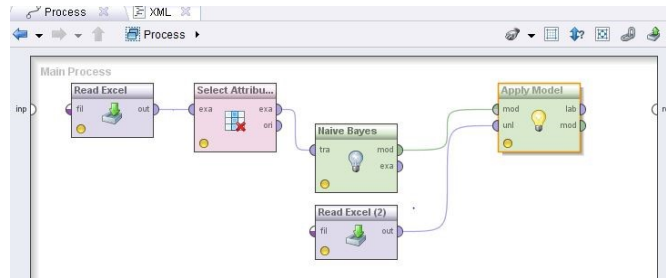 Process XML
Process
Main Process
Read Excel
fil out
Select Attribu...
exa exa
ori
Naive Bayes
tra mod
exa
Read Excel (2)
fil out
Apply Model
mod lab
unl mod
inp